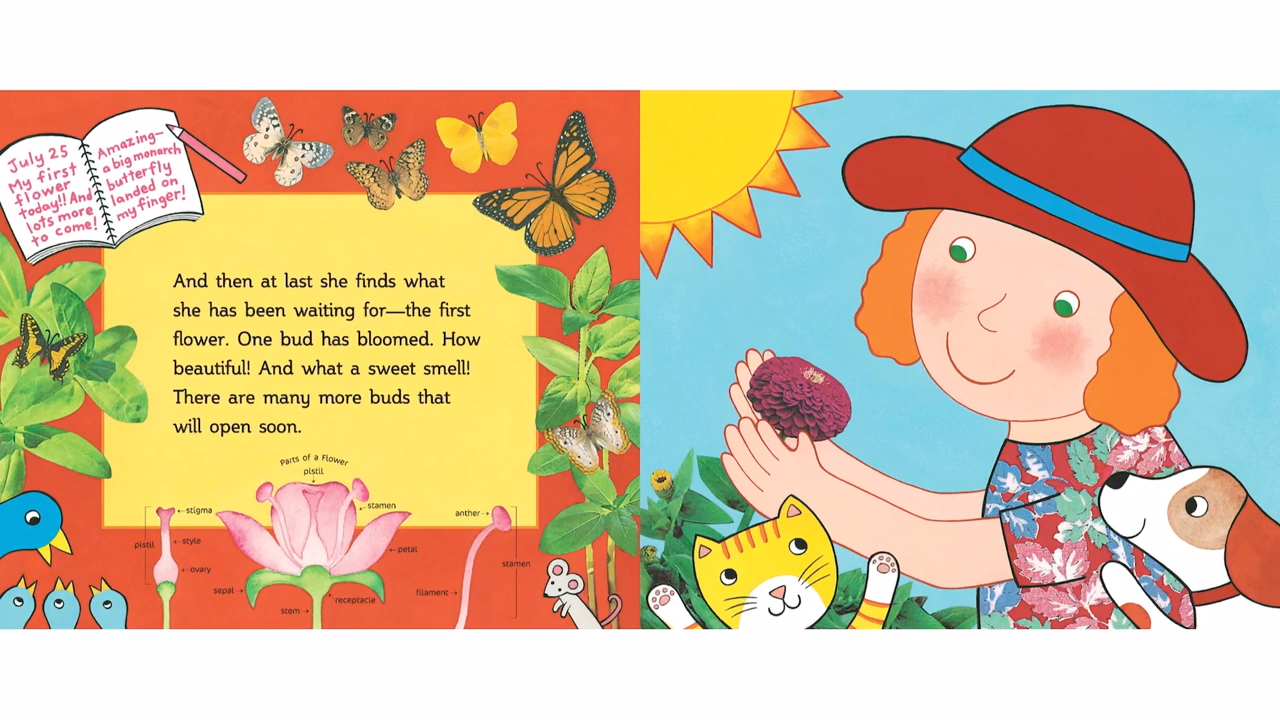 July 25
My first
flower
today!! And
lots more
to come!
Amazing—
a big monarch
butterfly
landed on
my finger!
And then at last she finds what
she has been waiting for—the first
flower. One bud has bloomed. How
beautiful! And what a sweet smell!
There are many more buds that
will open soon.
Parts of a Flower
pistil
stigma
style
pistil
ovary
stamen
petal
sepal
receptacle
stem
anther
stamen
filament